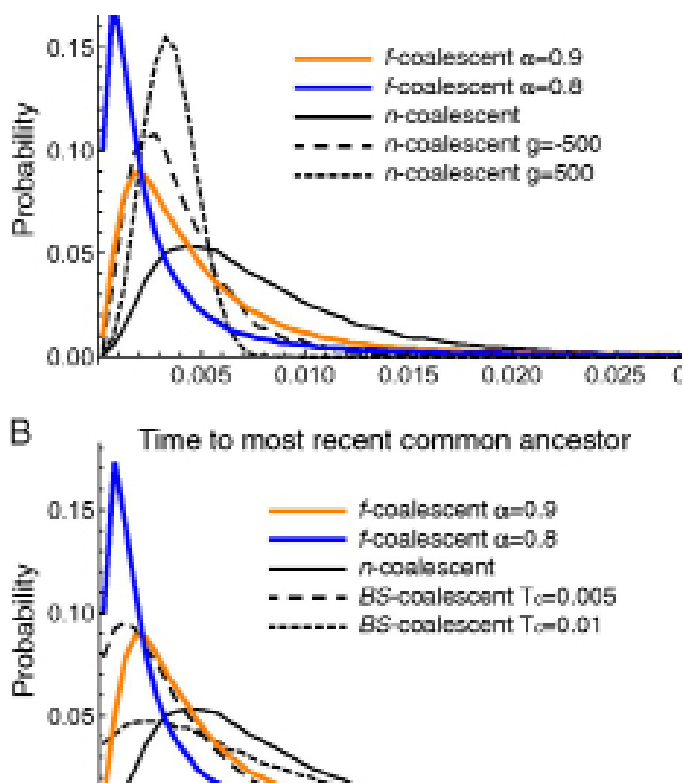 0.15
0.10
0.05
0.00
Probability
f-coalescent α=0.9
f-coalescent α=0.8
n-coalescent
n-coalescent g=-500
n-coalescent g=500
0.005 0.010 0.015 0.020 0.025
B Time to most recent common ancestor
0.15
0.10
0.05
Probability
f-coalescent α=0.9
f-coalescent α=0.8
n-coalescent
BS-coalescent Tc=0.005
BS-coalescent Tc=0.01